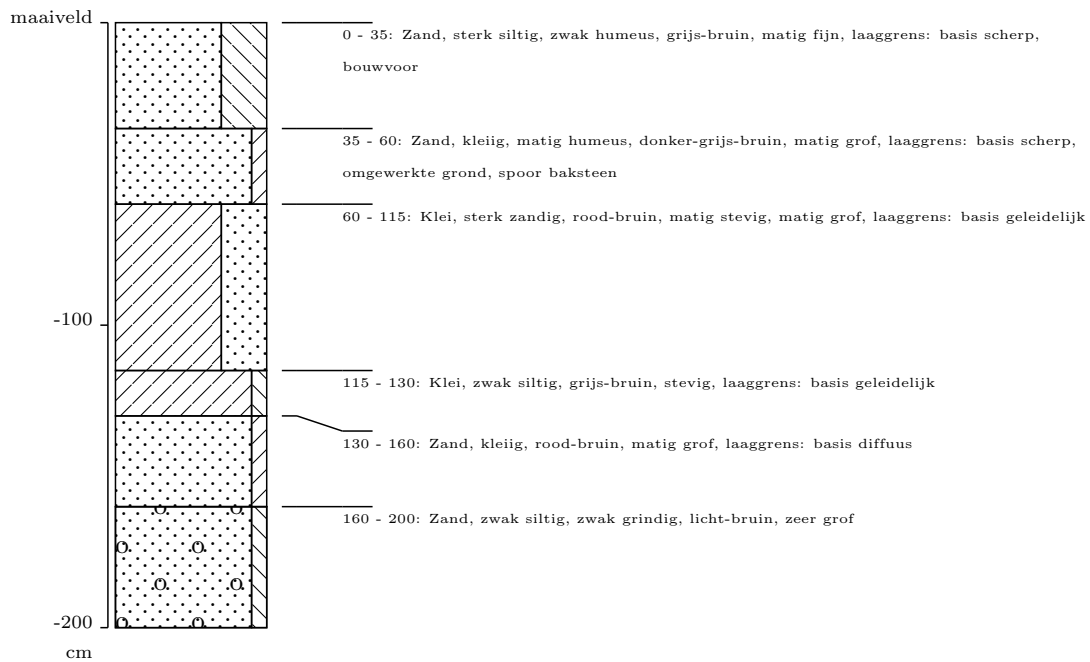 maaiveld
0 - 35: Zand, sterk siltig, zwak humeus, grijs-bruin, matig fijn, laaggrens: basis scherp,
bouwvoor
35 - 60: Zand, kleiig, matig humeus, donker-grijs-bruin, matig grof, laaggrens: basis scherp,
omgewerkte grond, spoor baksteen
60 - 115: Klei, sterk zandig, rood-bruin, matig stevig, matig grof, laaggrens: basis geleidelijk
-100
115 - 130: Klei, zwak siltig, grijs-bruin, stevig, laaggrens: basis geleidelijk
130 - 160: Zand, kleiig, rood-bruin, matig grof, laaggrens: basis diffuus
160 - 200: Zand, zwak siltig, zwak grindig, licht-bruin, zeer grof
-200
cm